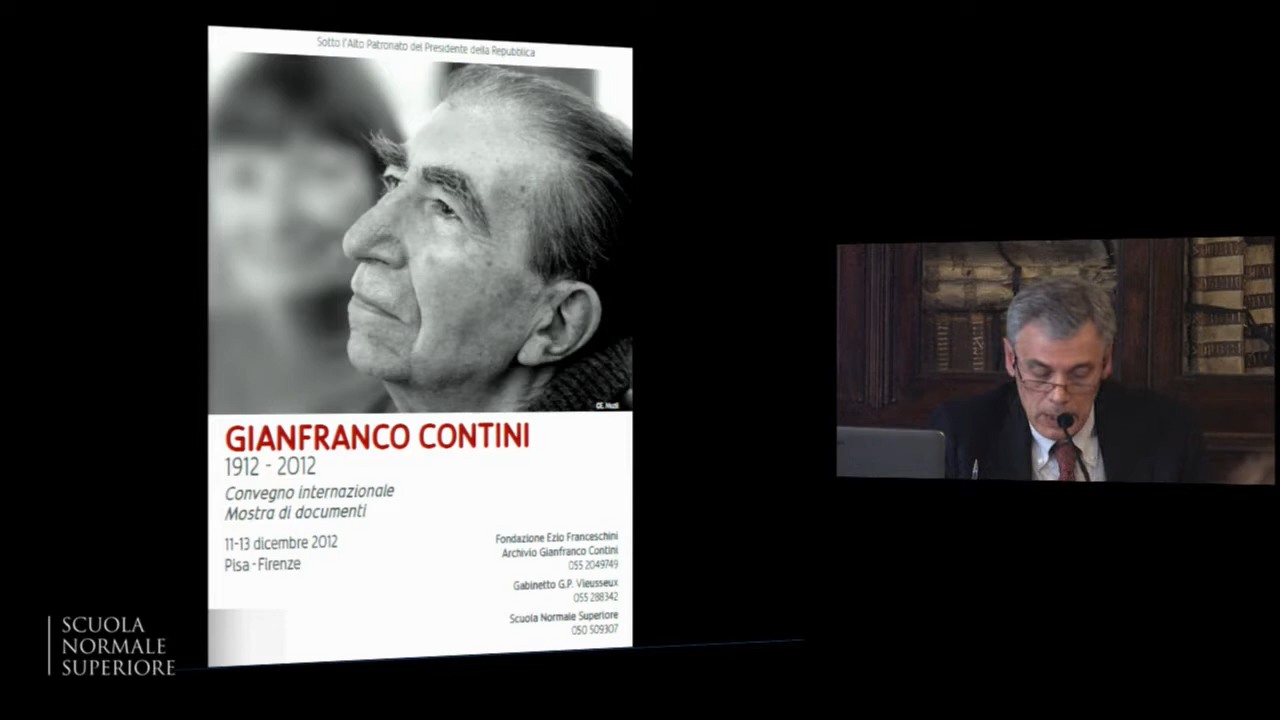 Sotto l'Alto Patronato del Presidente della Repubblica
GIANFRANCO CONTINI
1912 - 2012
Convegno internazionale
Mostra di documenti
11-13 dicembre 2012
Pisa - Firenze
Fondazione Ezio Franceschini
Archivio Gianfranco Contini
055 2049749
Gabinetto G.P. Vieusseux
055 288342
Scuola Normale Superiore
050 509307
SCUOLA
NORMALE
SUPERIORE